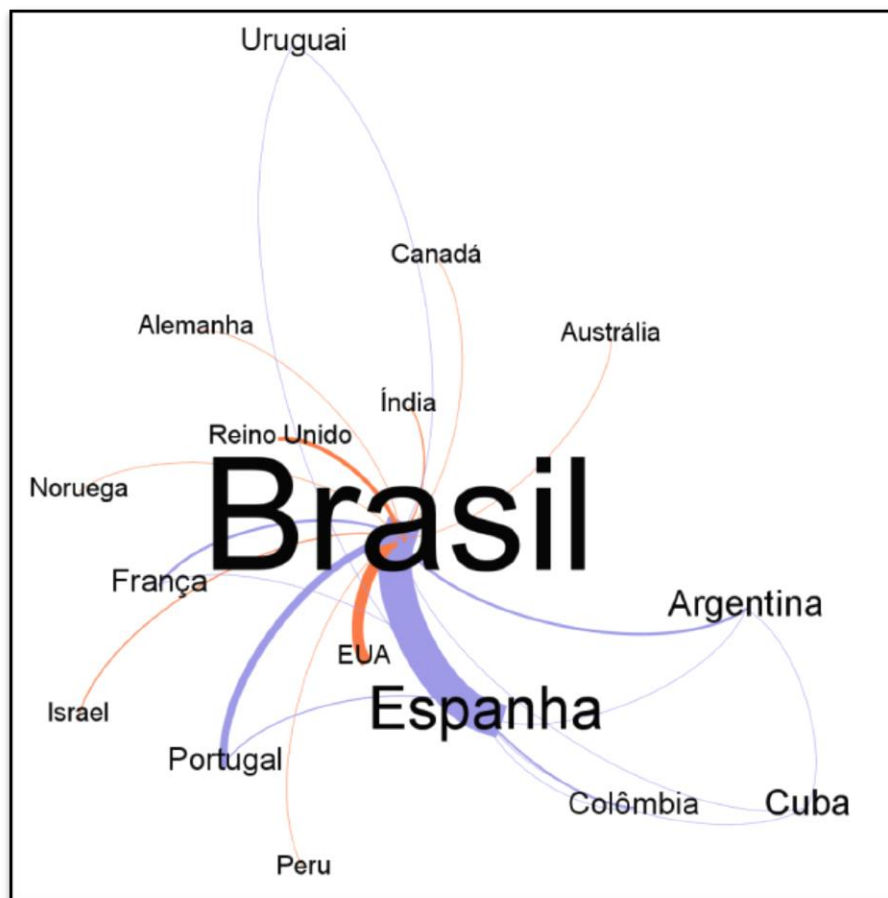 Uruguai
Canadá
Alemanha
Austrália
Índia
Reino Unido
Noruega
Brasil
França
Argentina
EUA
Israel
Espanha
Portugal
Colômbia
Cuba
Peru